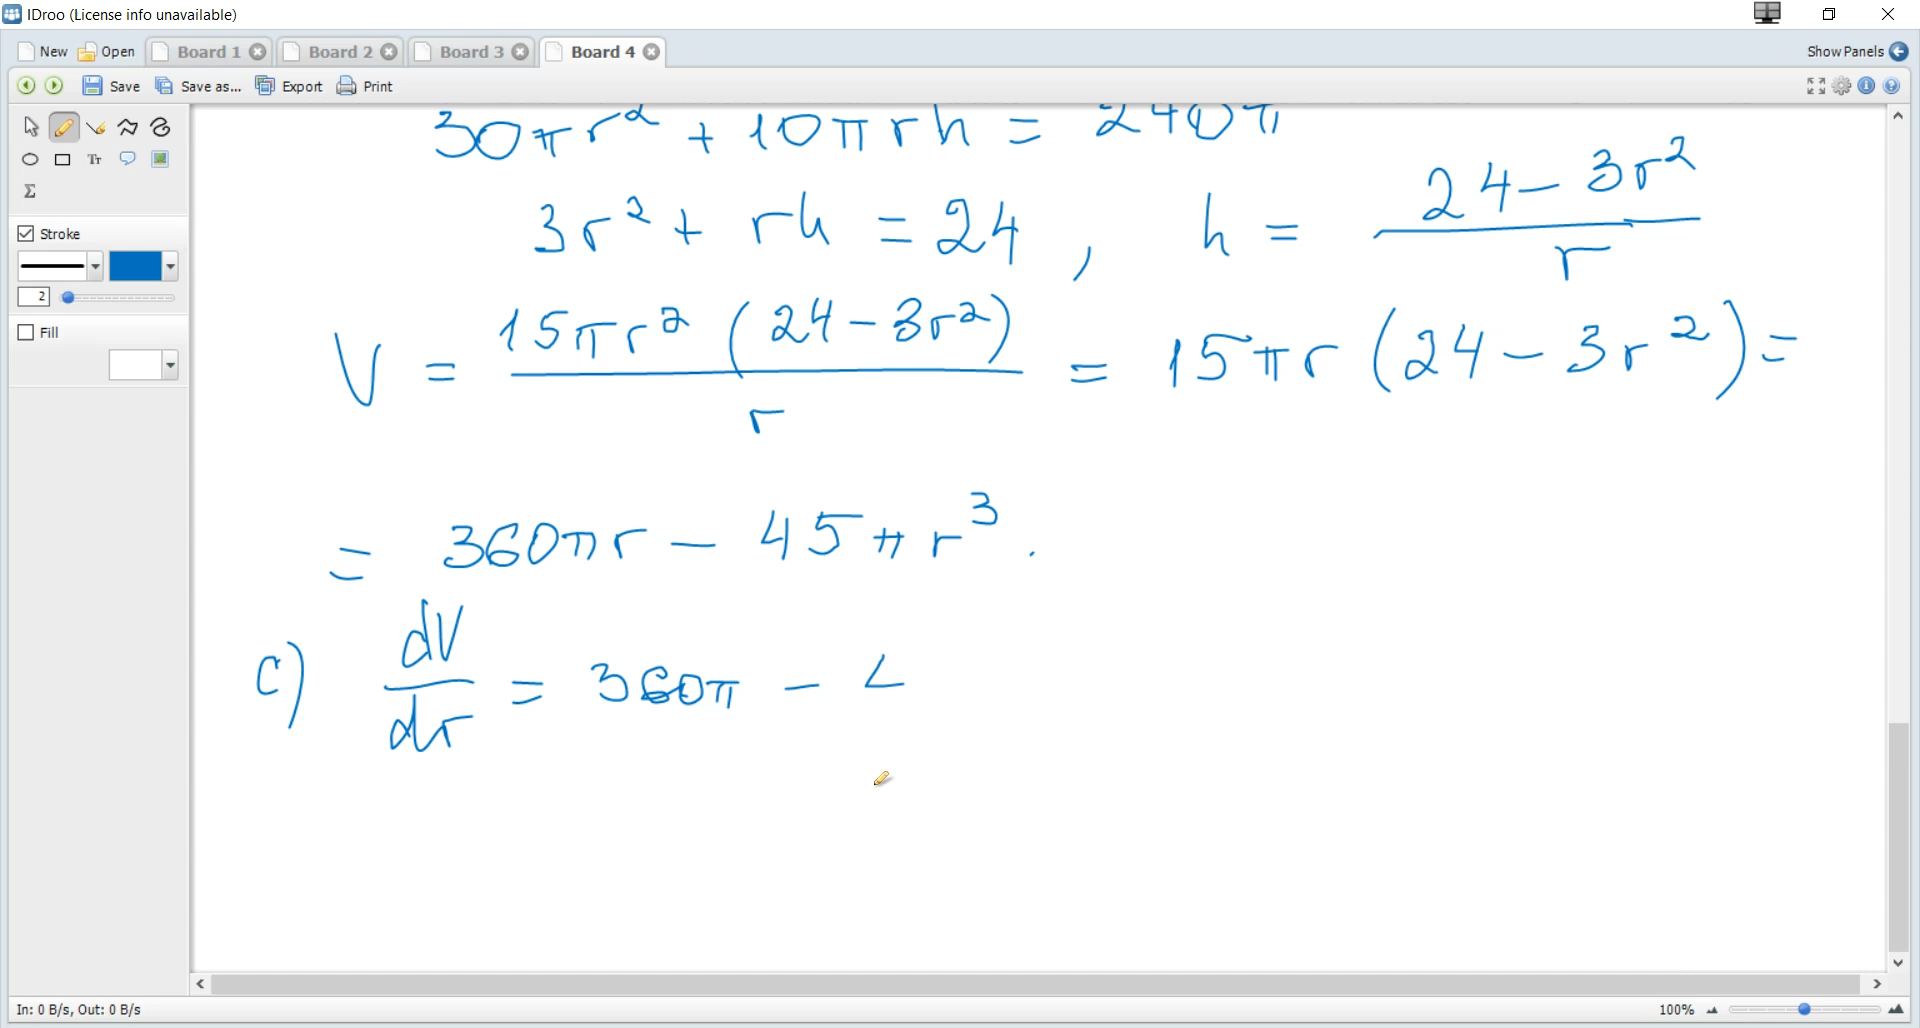 IDroo (License info unavailable)
New Open Board 1 Board 2 Board 3 Board 4 Show Panels
Save Save as... Export Print
Tт
Σ
Stroke
2
Fill
30πr² + 10πrh = 240π
3r² + rh = 24 , h = (24 - 3r²)/r
V = 15πr² (24 - 3r²)/r = 15πr (24 - 3r²) =
= 360πr - 45πr³ .
c) dV/dr = 360π - 4
In: 0 B/s, Out: 0 B/s 100%